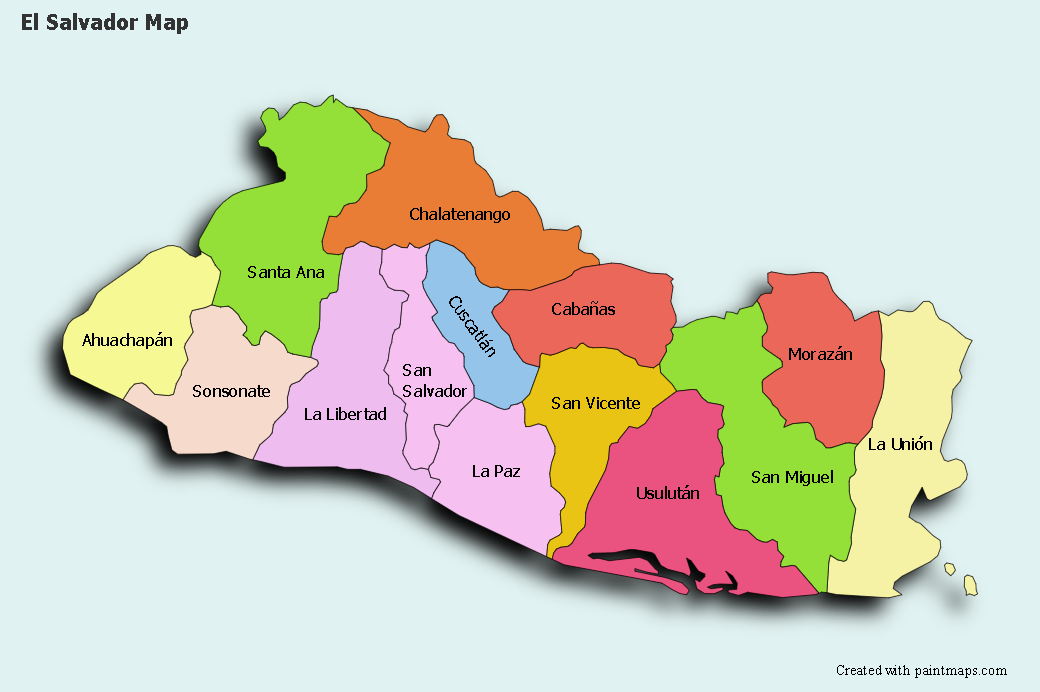 El Salvador Map
Chalatenango
Santa Ana
Cabañas
Cuscatlán
Ahuachapán
Morazán
San
Salvador
Sonsonate
San Vicente
La Libertad
La Unión
La Paz
San Miguel
Usulután
Created with paintmaps.com